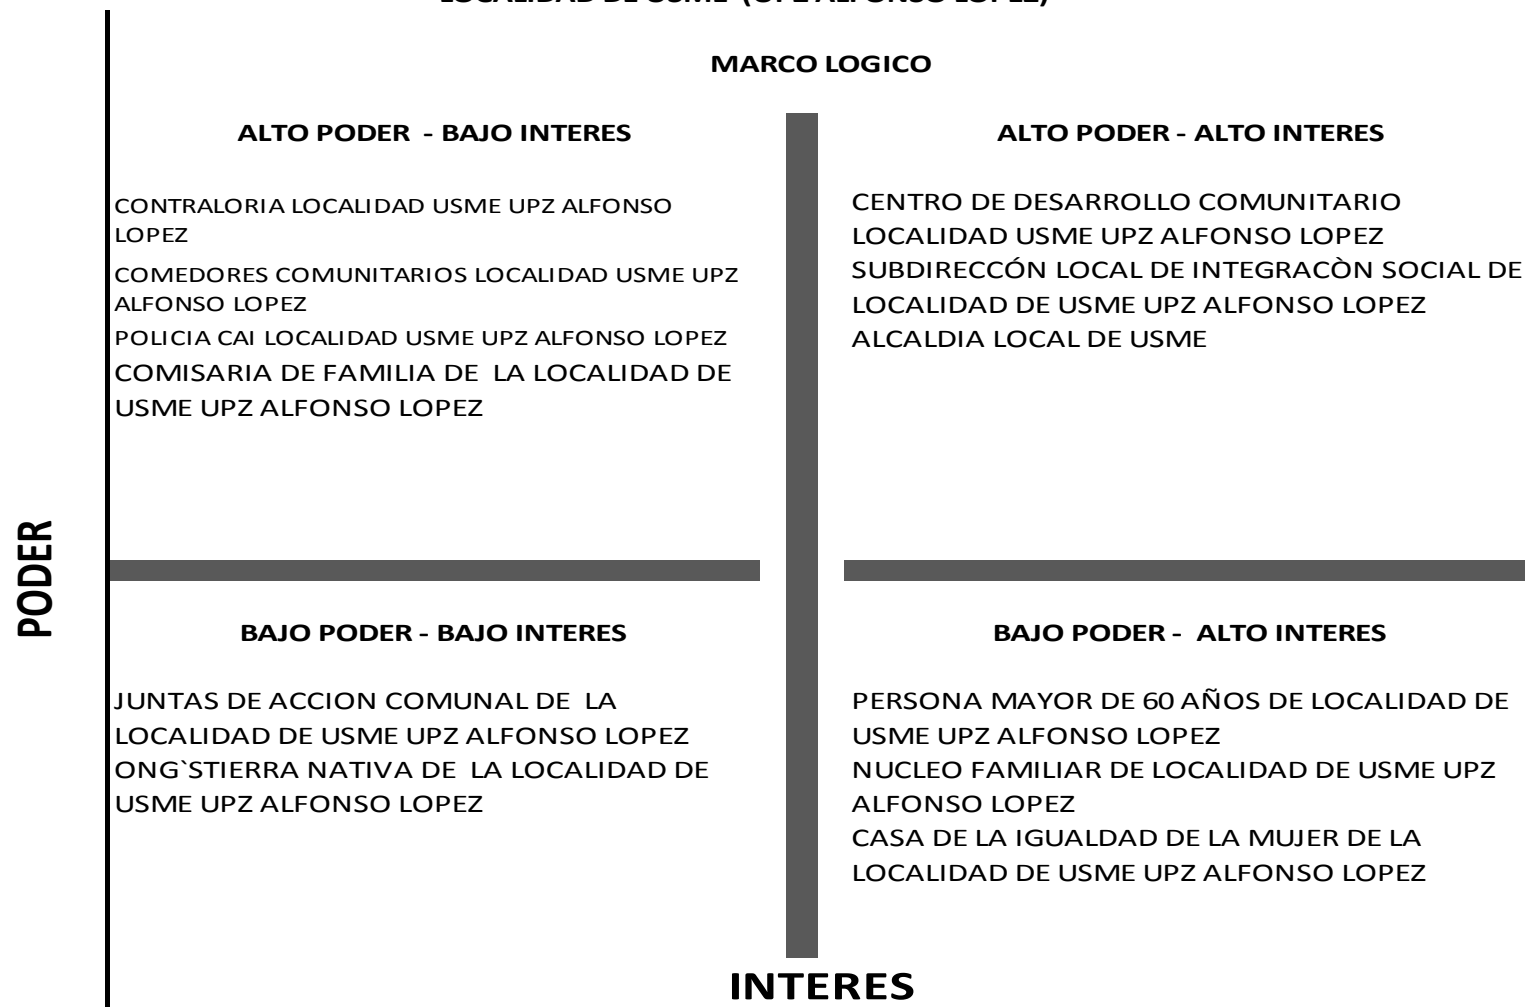 LOCALIDAD DE USME (UPZ ALFONSO LOPEZ)
MARCO LOGICO
ALTO PODER - BAJO INTERES
CONTRALORIA LOCALIDAD USME UPZ ALFONSO
LOPEZ
COMEDORES COMUNITARIOS LOCALIDAD USME UPZ
ALFONSO LOPEZ
POLICIA CAI LOCALIDAD USME UPZ ALFONSO LOPEZ
COMISARIA DE FAMILIA DE LA LOCALIDAD DE
USME UPZ ALFONSO LOPEZ
ALTO PODER - ALTO INTERES
CENTRO DE DESARROLLO COMUNITARIO
LOCALIDAD USME UPZ ALFONSO LOPEZ
SUBDIRECCÓN LOCAL DE INTEGRACÒN SOCIAL DE
LOCALIDAD DE USME UPZ ALFONSO LOPEZ
ALCALDIA LOCAL DE USME
PODER
BAJO PODER - BAJO INTERES
JUNTAS DE ACCION COMUNAL DE LA
LOCALIDAD DE USME UPZ ALFONSO LOPEZ
ONG`STIERRA NATIVA DE LA LOCALIDAD DE
USME UPZ ALFONSO LOPEZ
BAJO PODER - ALTO INTERES
PERSONA MAYOR DE 60 AÑOS DE LOCALIDAD DE
USME UPZ ALFONSO LOPEZ
NUCLEO FAMILIAR DE LOCALIDAD DE USME UPZ
ALFONSO LOPEZ
CASA DE LA IGUALDAD DE LA MUJER DE LA
LOCALIDAD DE USME UPZ ALFONSO LOPEZ
INTERES